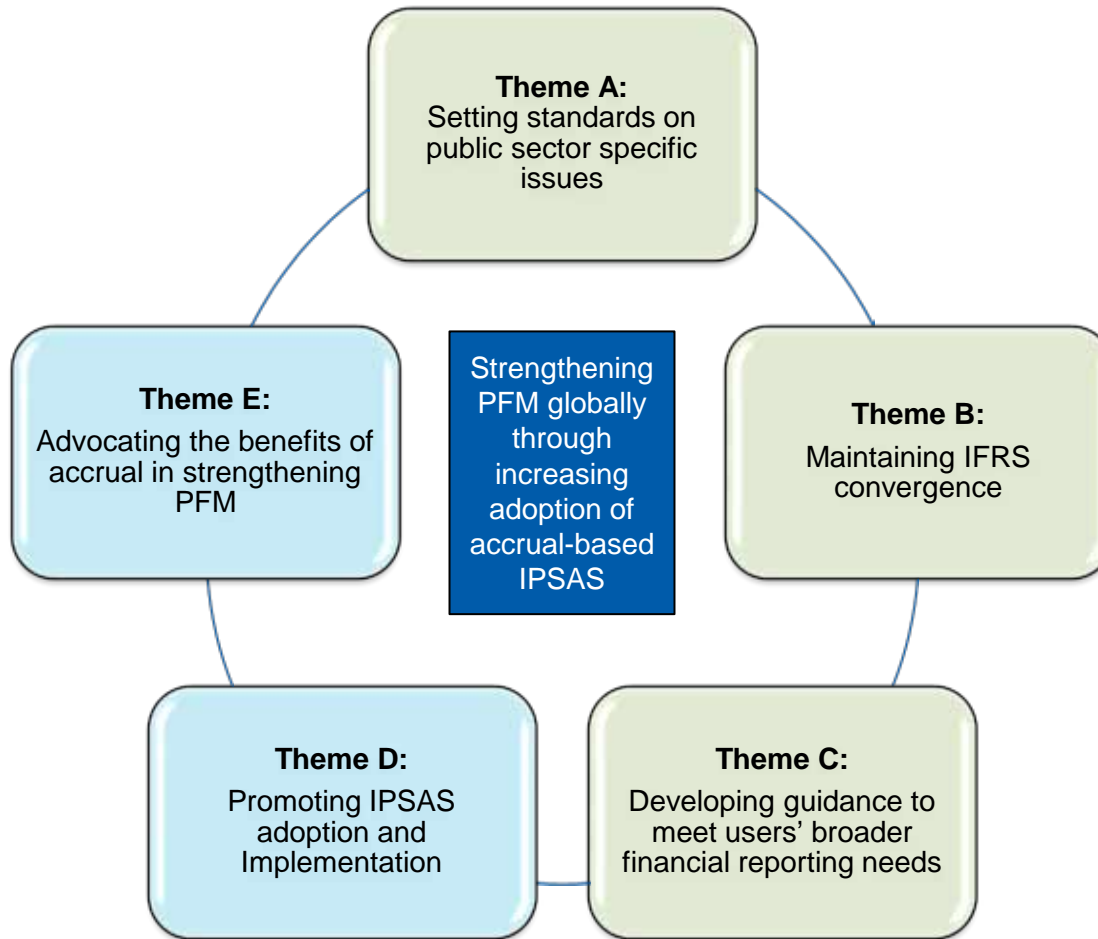 Theme A:
Setting standards on
public sector specific
issues
Theme B:
Maintaining IFRS
convergence
Theme C:
Developing guidance to
meet users’ broader
financial reporting needs
Theme D:
Promoting IPSAS
adoption and
Implementation
Theme E:
Advocating the benefits of
accrual in strengthening
PFM
Strengthening
PFM globally
through
increasing
adoption of
accrual-based
IPSAS